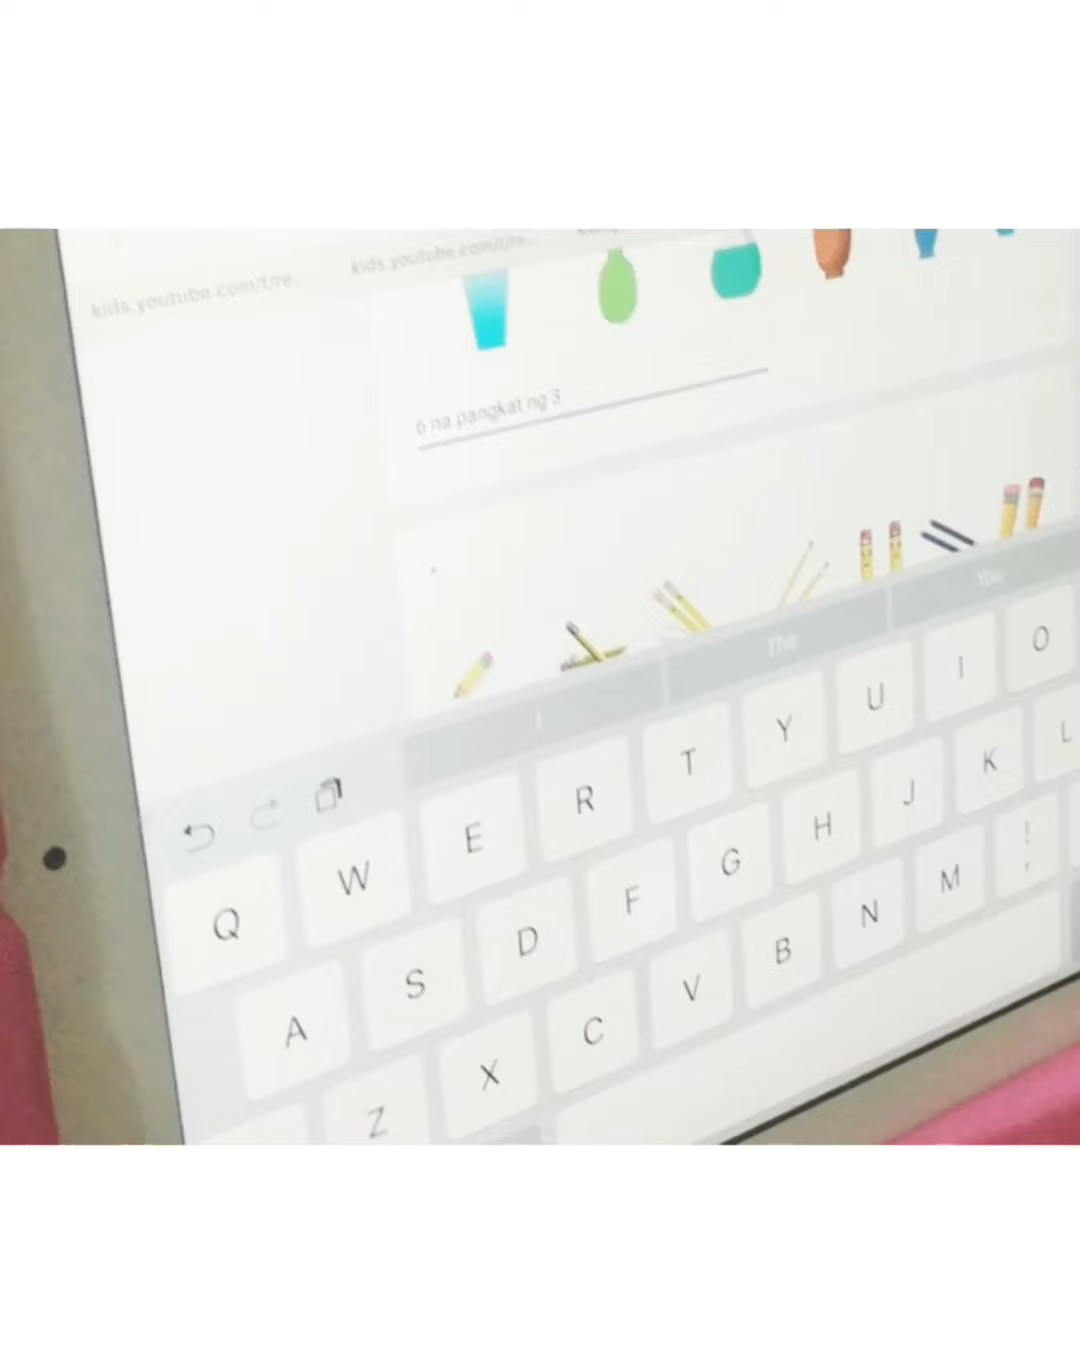 kids.youtube.com/t/re...
kids.youtube.com/t/re...
6 na pangkat ng 3
I
The
You
Q W E R T Y U I O
A S D F G H J K L
Z X C V B N M ! ,